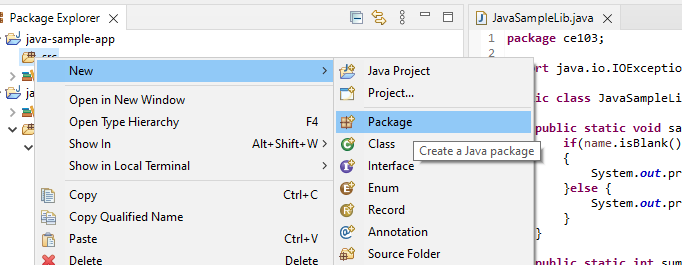 Package Explorer
java-sample-app
src
New
Open in New Window
Open Type Hierarchy F4
Show In Alt+Shift+W
Show in Local Terminal
Copy Ctrl+C
Copy Qualified Name
Paste Ctrl+V
Delete Delete
Java Project
Project...
Package
Class
Interface
Enum
Record
Annotation
Source Folder
Create a Java package
JavaSampleLib.java
1 package ce103;
2
rt java.io.IOExceptio
ic class JavaSampleLi
public static void sa
if(name.isBlank()
{
System.out.pr
}else {
System.out.pr
}
}
public static int sum